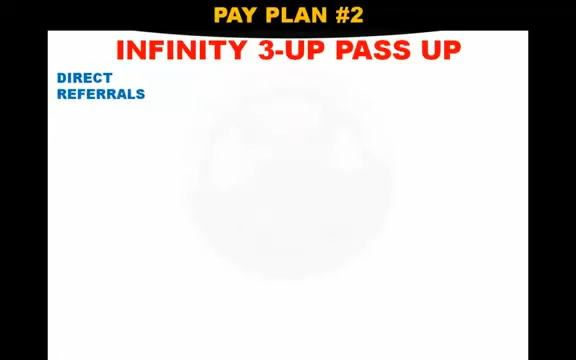 PAY PLAN #2
INFINITY 3-UP PASS UP
DIRECT
REFERRALS